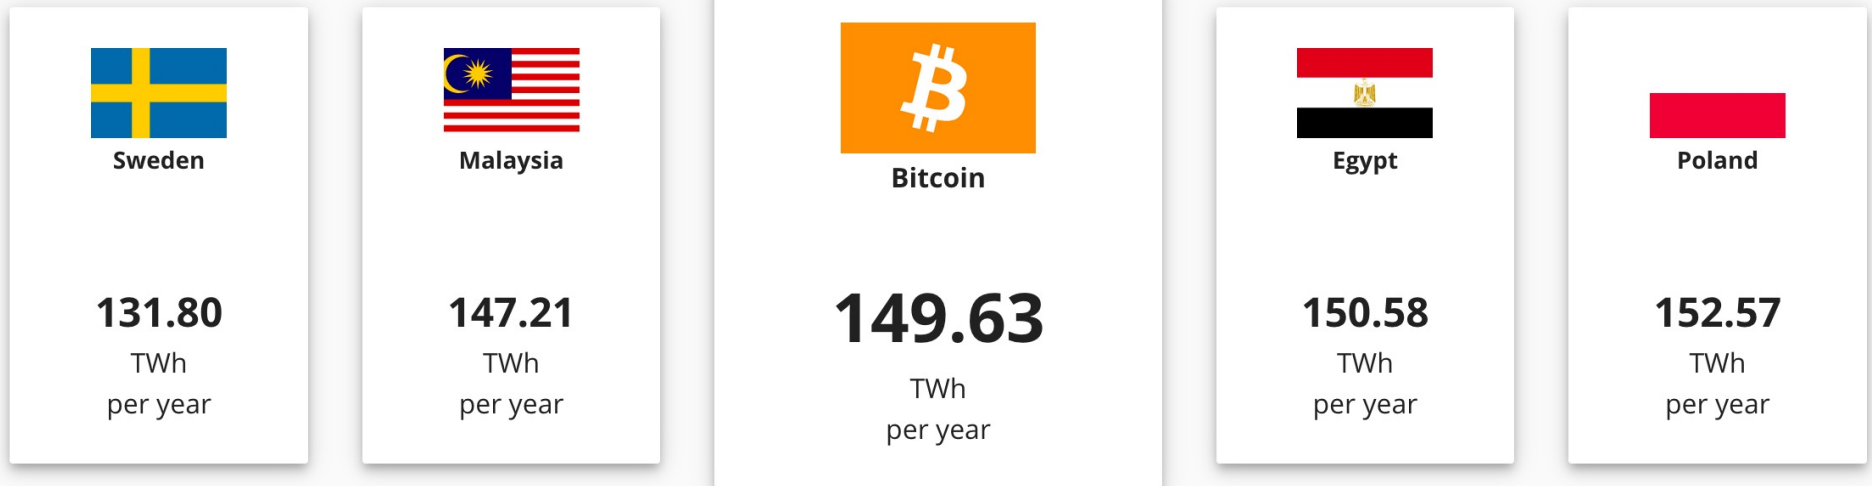 Sweden
131.80
TWh
per year
Malaysia
147.21
TWh
per year
Bitcoin
149.63
TWh
per year
Egypt
150.58
TWh
per year
Poland
152.57
TWh
per year